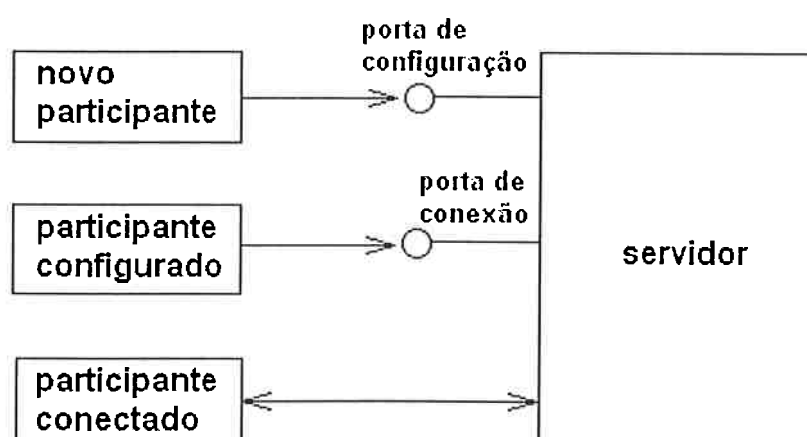 porta de
configuração
novo
participante
porta de
conexão
participante
configurado
servidor
participante
conectado